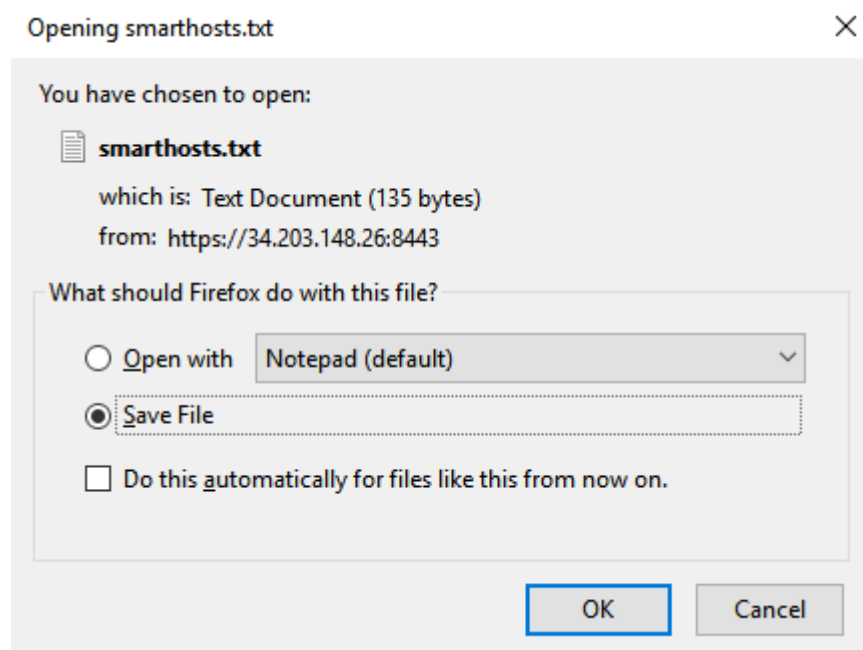 Opening smarthosts.txt
You have chosen to open:
smarthosts.txt
which is: Text Document (135 bytes)
from: https://34.203.148.26:8443
What should Firefox do with this file?
Open with Notepad (default)
Save File
Do this automatically for files like this from now on.
OK Cancel